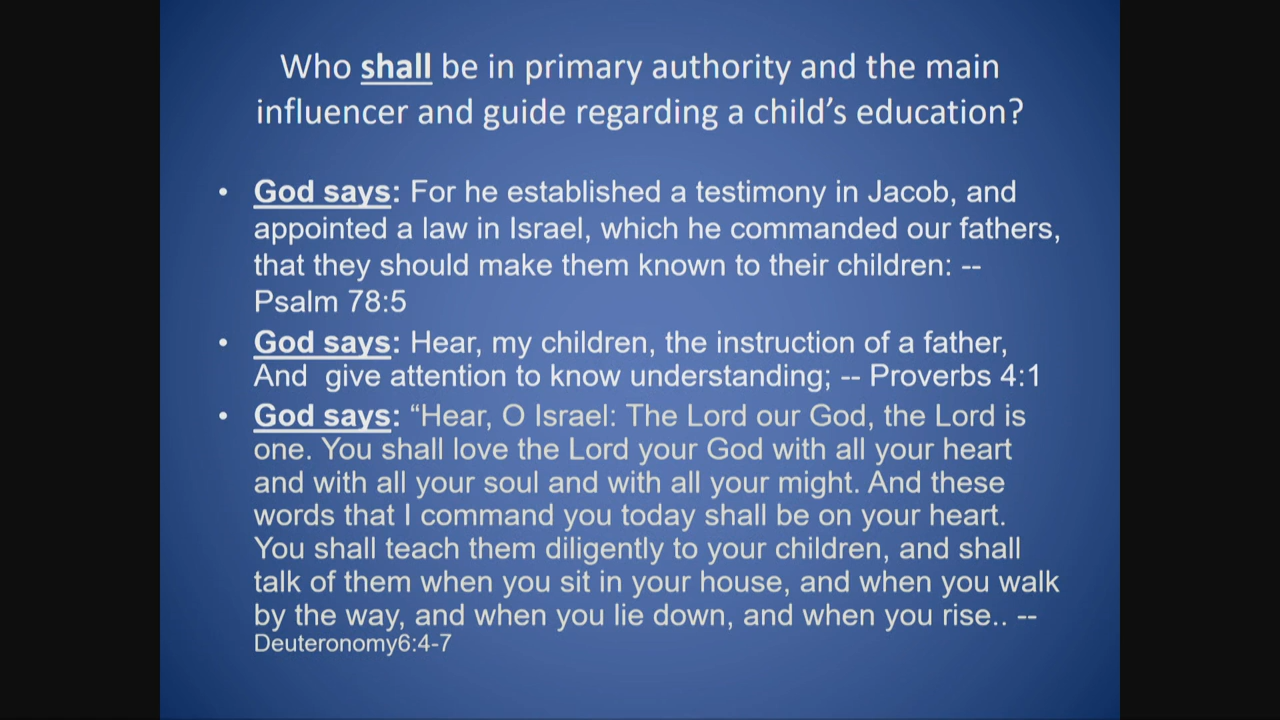 Who shall be in primary authority and the main
influencer and guide regarding a child’s education?
• God says: For he established a testimony in Jacob, and
appointed a law in Israel, which he commanded our fathers,
that they should make them known to their children: --
Psalm 78:5
• God says: Hear, my children, the instruction of a father,
And  give attention to know understanding; -- Proverbs 4:1
• God says: “Hear, O Israel: The Lord our God, the Lord is
one. You shall love the Lord your God with all your heart
and with all your soul and with all your might. And these
words that I command you today shall be on your heart.
You shall teach them diligently to your children, and shall
talk of them when you sit in your house, and when you walk
by the way, and when you lie down, and when you rise.. --
Deuteronomy6:4-7